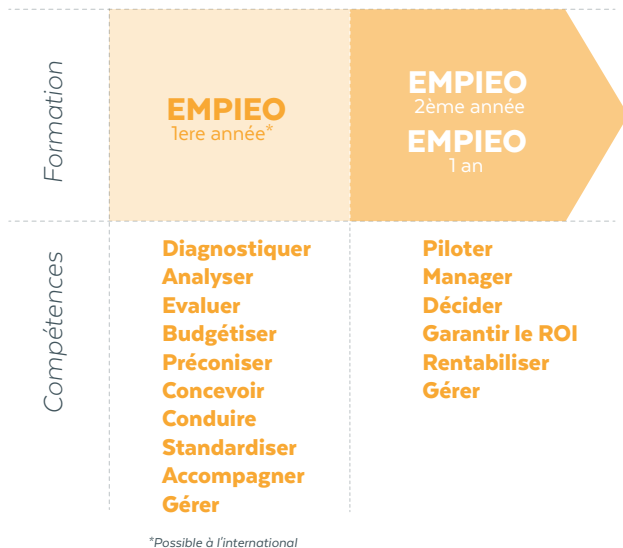 Formation
EMPIEO
1ere année*
EMPIEO
2ème année
EMPIEO
1 an
Compétences
Diagnostiquer
Analyser
Evaluer
Budgétiser
Préconiser
Concevoir
Conduire
Standardiser
Accompagner
Gérer
Piloter
Manager
Décider
Garantir le ROI
Rentabiliser
Gérer
*Possible à l'international